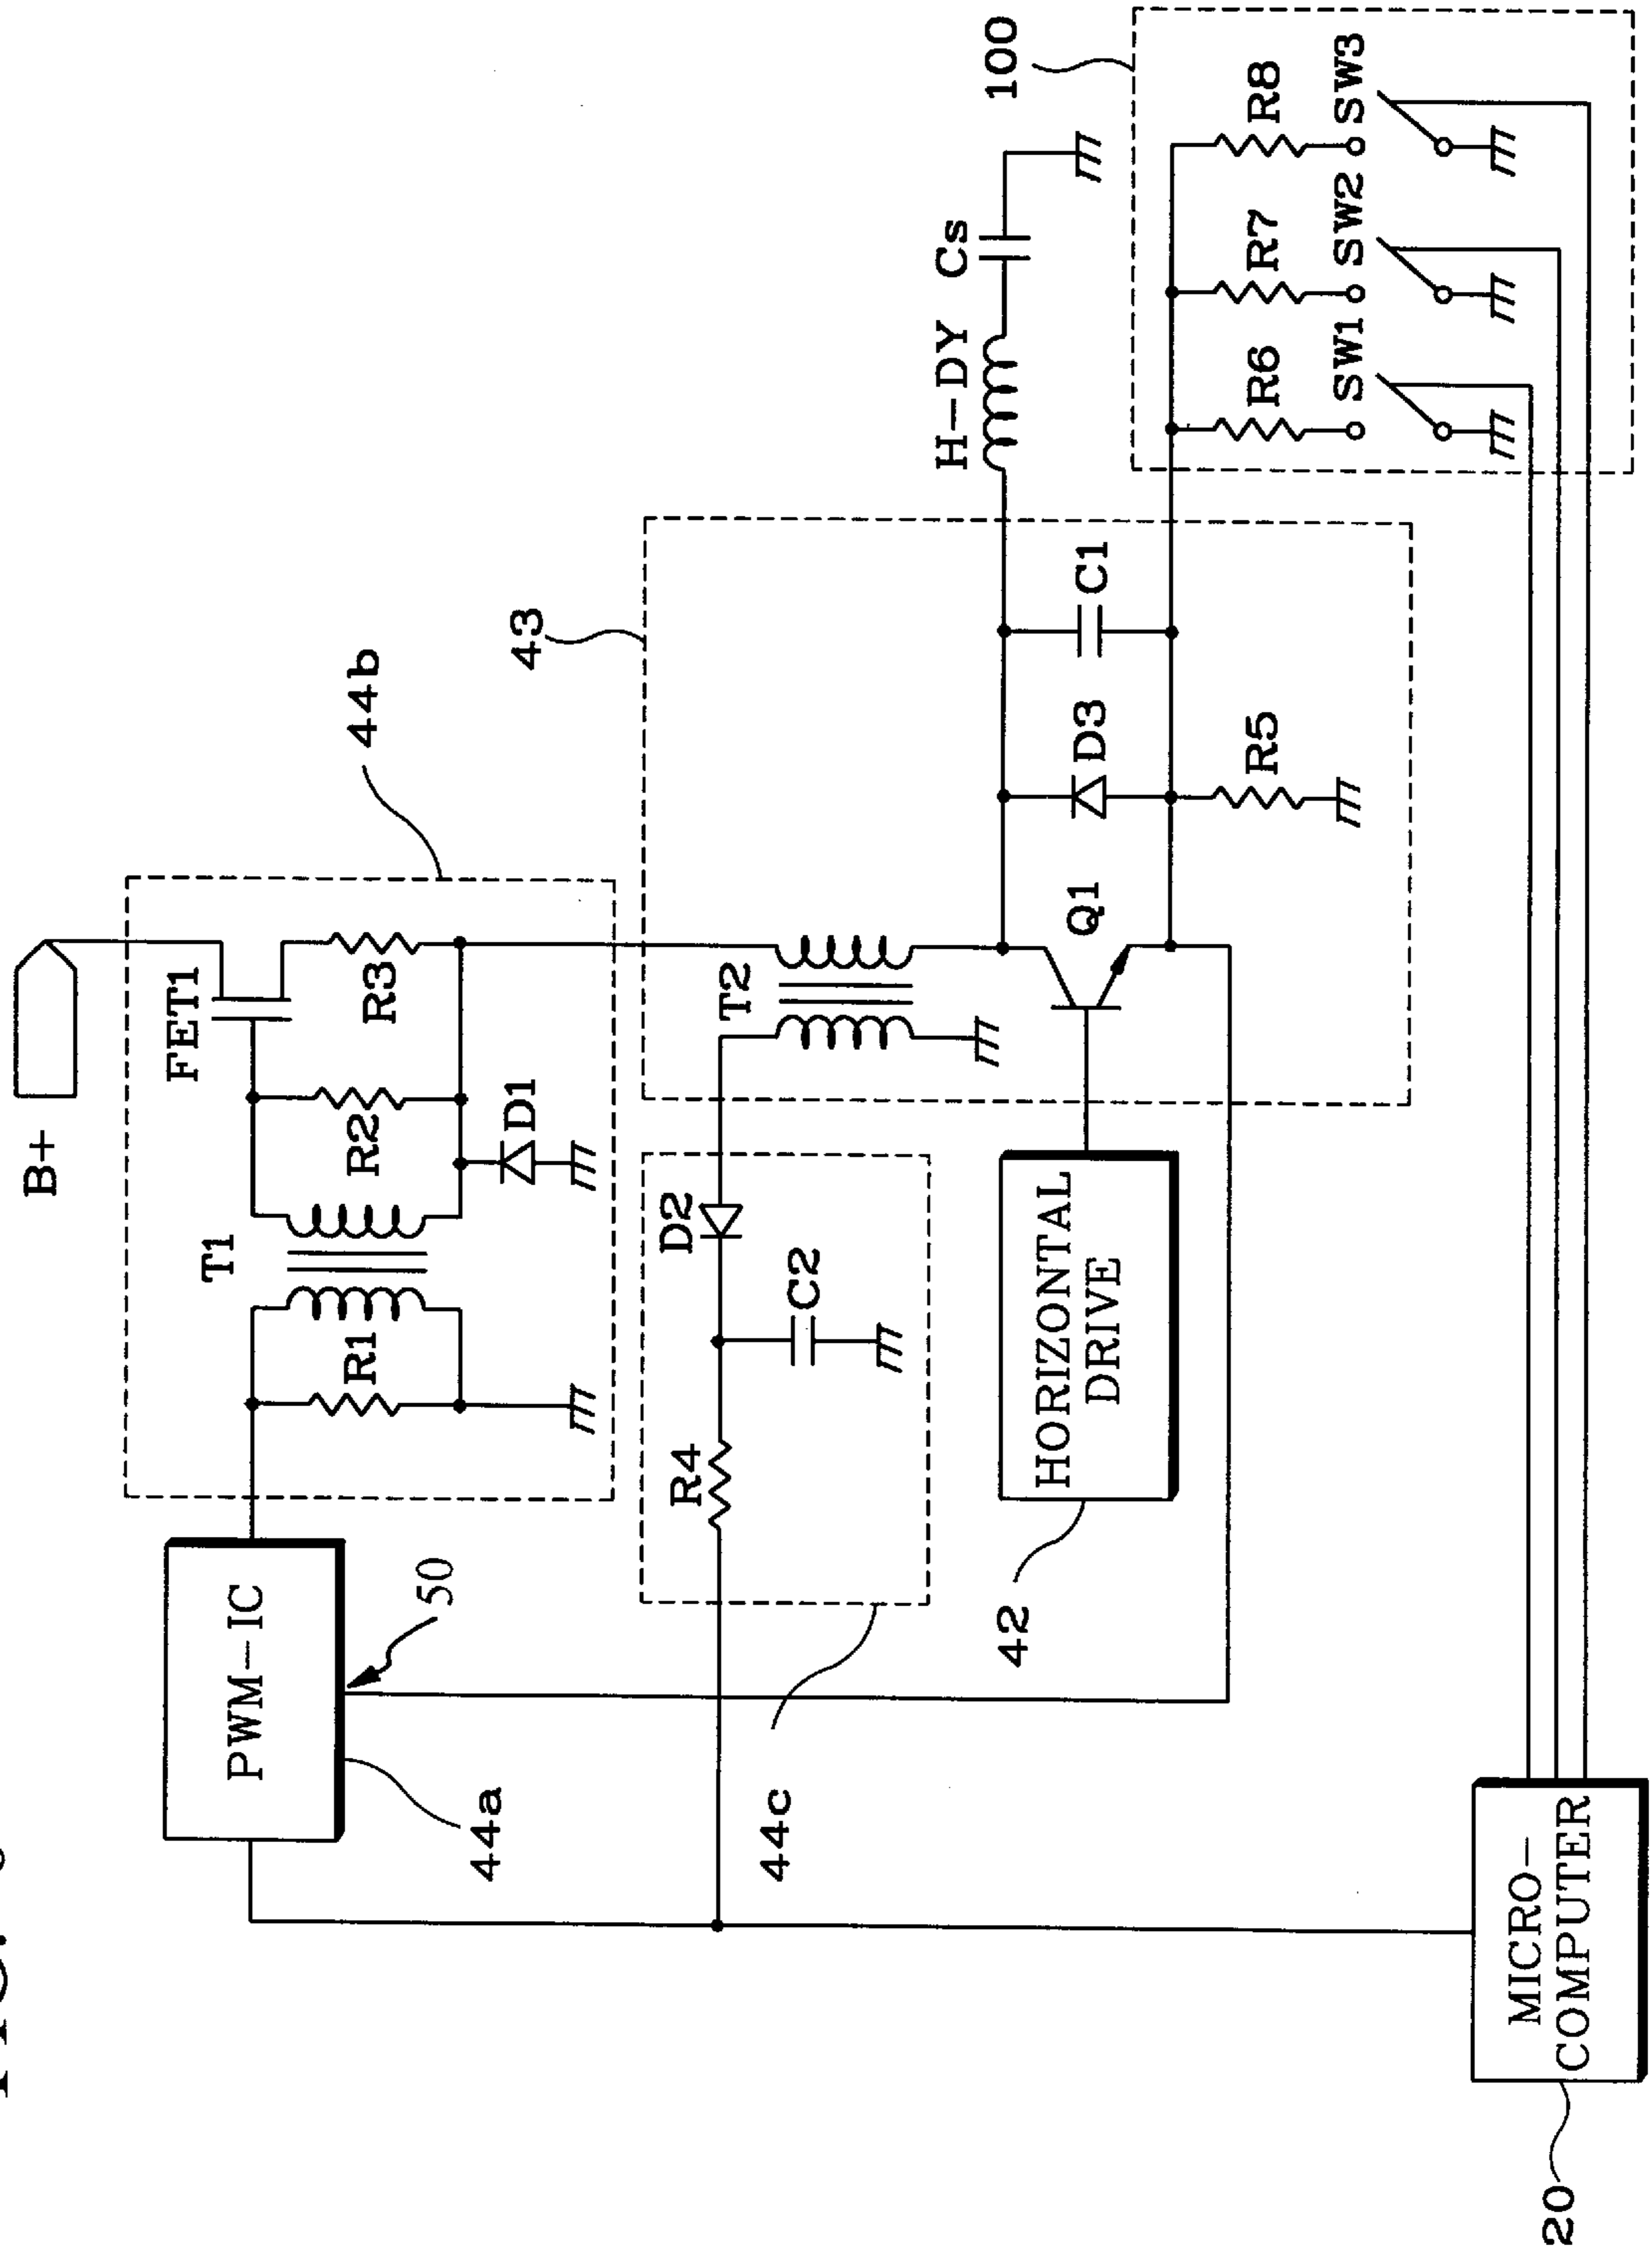 B+
FET1
R3
R2
D1
T1
R1
PWM-IC
50
44a
44b
43
T2
D2
C2
R4
44c
Q1
D3
C1
R5
HORIZONTAL
DRIVE
42
H-DY
Cs
100
R6
R7
R8
SW1
SW2
SW3
MICRO-
COMPUTER
20